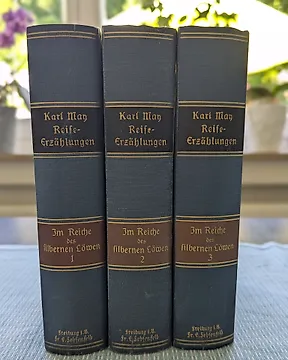 Karl May
Reise-
Erzählungen
Im Reiche
des
silbernen Löwen
1
Freiburg i. B.
Fr. E. Fehsenfeld
Karl May
Reise-
Erzählungen
Im Reiche
des
silbernen Löwen
2
Freiburg i. B.
Fr. E. Fehsenfeld
Karl May
Reise-
Erzählungen
Im Reiche
des
silbernen Löwen
3
Freiburg i. B.
Fr. E. Fehsenfeld